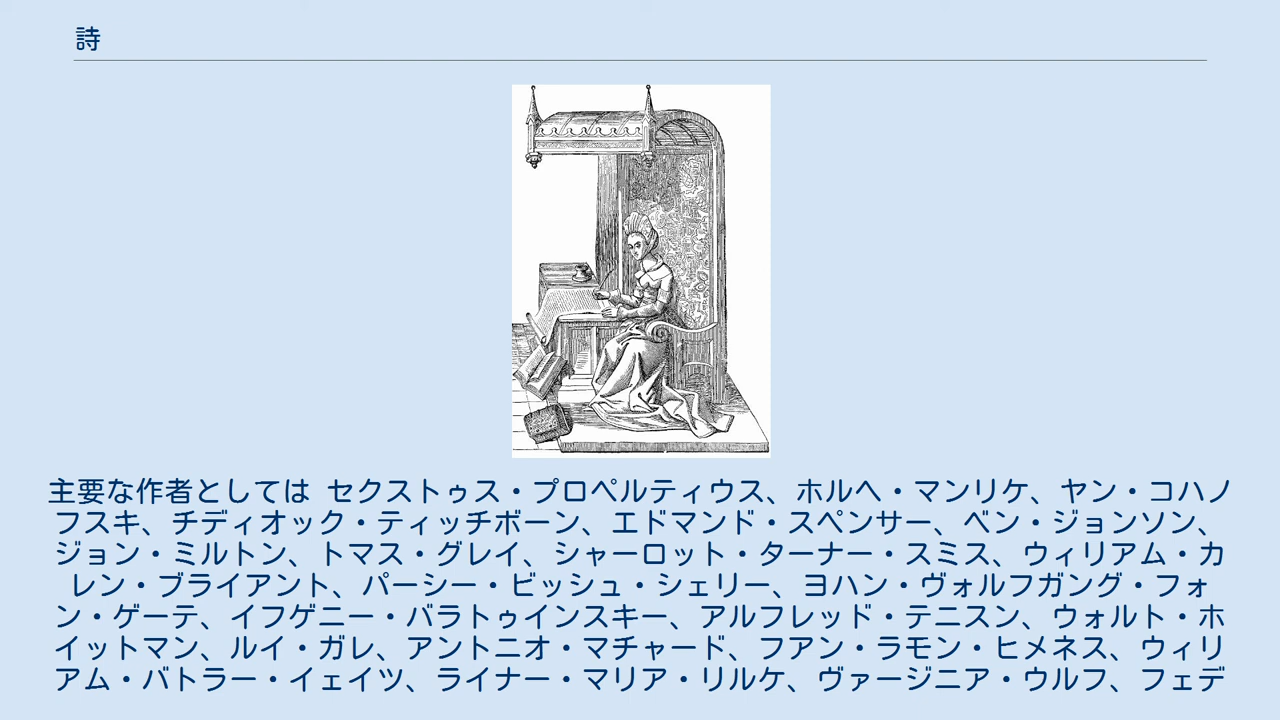 詩
主要な作者としては セクストゥス・プロペルティウス、ホルヘ・マンリケ、ヤン・コハノ
フスキ、チディオック・ティッチボーン、エドマンド・スペンサー、ベン・ジョンソン、
ジョン・ミルトン、トマス・グレイ、シャーロット・ターナー・スミス、ウィリアム・カ
レン・ブライアント、パーシー・ビッシュ・シェリー、ヨハン・ヴォルフガング・フォ
ン・ゲーテ、イフゲニー・バラトゥインスキー、アルフレッド・テニスン、ウォルト・ホ
イットマン、ルイ・ガレ、アントニオ・マチャード、フアン・ラモン・ヒメネス、ウィリ
アム・バトラー・イェイツ、ライナー・マリア・リルケ、ヴァージニア・ウルフ、フェデ